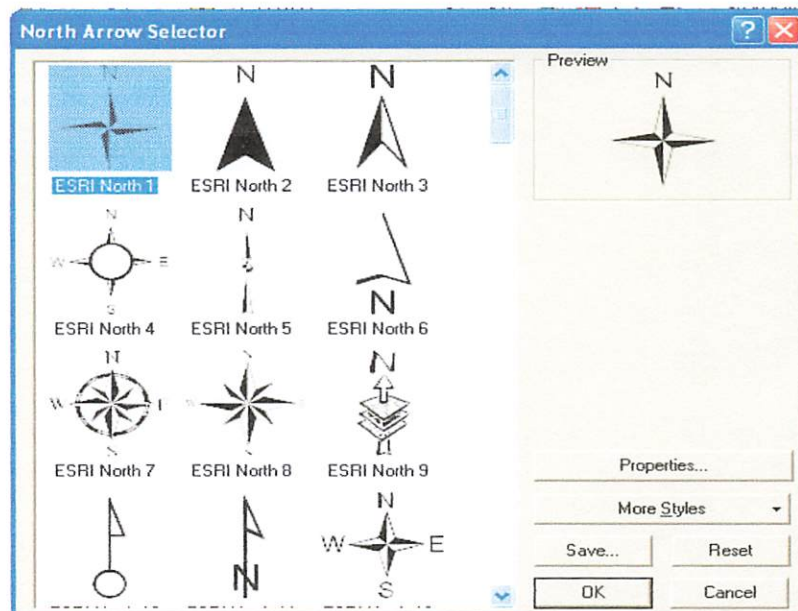 North Arrow Selector
Preview
N
N N N
ESRI North 1 ESRI North 2 ESRI North 3
N N
W E
S N
ESRI North 4 ESRI North 5 ESRI North 6
N N
W E
S
ESRI North 7 ESRI North 8 ESRI North 9
N
W E
N S
Properties...
More Styles
Save... Reset
OK Cancel